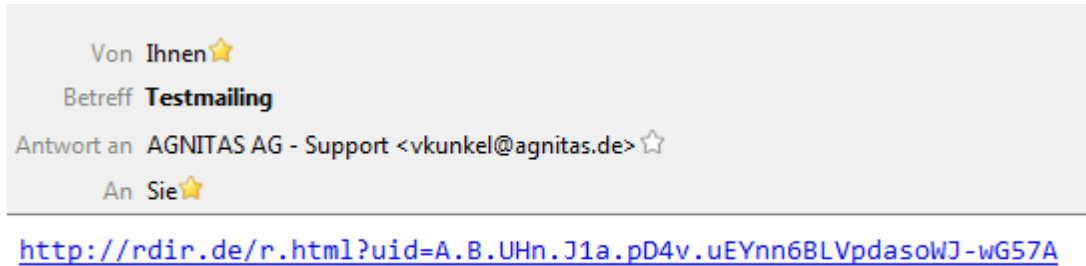 Von Ihnen
Betreff Testmailing
Antwort an AGNITAS AG - Support <vkunkel@agnitas.de>
An Sie
http://rdir.de/r.html?uid=A.B.UHn.J1a.pD4v.uEYnn6BLVpdasoWJ-wG57A